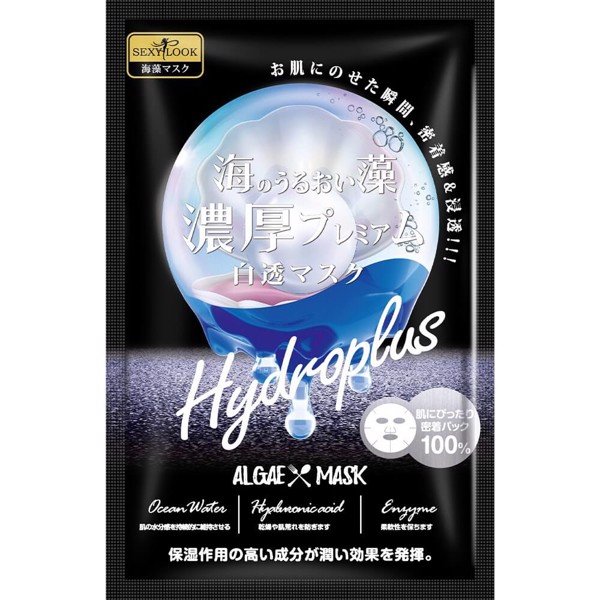 SEXYLOOK
海藻マスク
お肌にのせた瞬間、密着感&浸透!!!
海のうるおい藻
濃厚プレミアム
白透マスク
Hydroplus
肌にぴったり
密着パック
100%
ALGAE MASK
Ocean Water
肌の水分感を持続的に維持させる
Hyaluronic acid
乾燥や肌荒れを防ぎます
Enzyme
柔軟性を保ちます
保湿作用の高い成分が潤い効果を発揮。